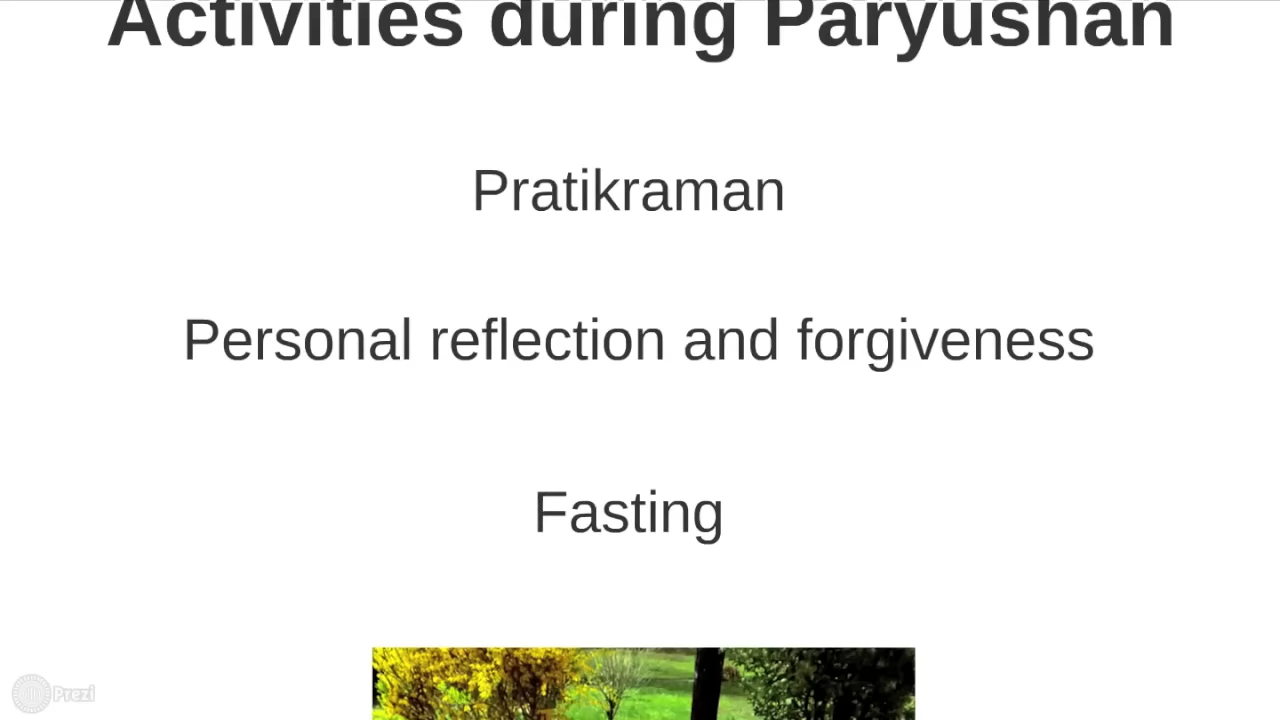 Activities during Paryushan
Pratikraman
Personal reflection and forgiveness
Fasting
Prezi